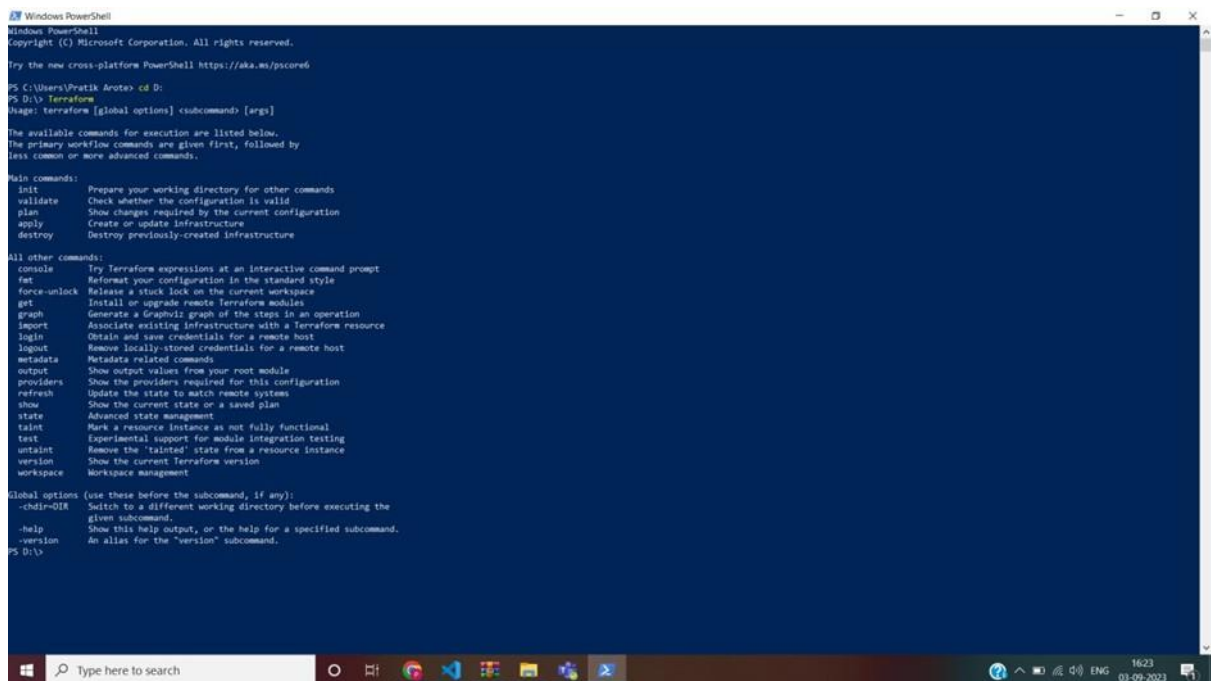 Windows PowerShell
Windows PowerShell
Copyright (C) Microsoft Corporation. All rights reserved.
Try the new cross-platform PowerShell https://aka.ms/pscore6
PS C:\Users\Pratik Arote> cd D:
PS D:\> Terraform
Usage: terraform [global options] <subcommand> [args]
The available commands for execution are listed below.
The primary workflow commands are given first, followed by
less common or more advanced commands.
Main commands:
init Prepare your working directory for other commands
validate Check whether the configuration is valid
plan Show changes required by the current configuration
apply Create or update infrastructure
destroy Destroy previously-created infrastructure
All other commands:
console Try Terraform expressions at an interactive command prompt
fmt Reformat your configuration in the standard style
force-unlock Release a stuck lock on the current workspace
get Install or upgrade remote Terraform modules
graph Generate a Graphviz graph of the steps in an operation
import Associate existing infrastructure with a Terraform resource
login Obtain and save credentials for a remote host
logout Remove locally-stored credentials for a remote host
metadata Metadata related commands
output Show output values from your root module
providers Show the providers required for this configuration
refresh Update the state to match remote systems
show Show the current state or a saved plan
state Advanced state management
taint Mark a resource instance as not fully functional
test Experimental support for module integration testing
untaint Remove the 'tainted' state from a resource instance
version Show the current Terraform version
workspace Workspace management
Global options (use these before the subcommand, if any):
-chdir=DIR Switch to a different working directory before executing the
given subcommand.
-help Show this help output, or the help for a specified subcommand.
-version An alias for the "version" subcommand.
PS D:\>
Type here to search
ENG
16:23
03-09-2023